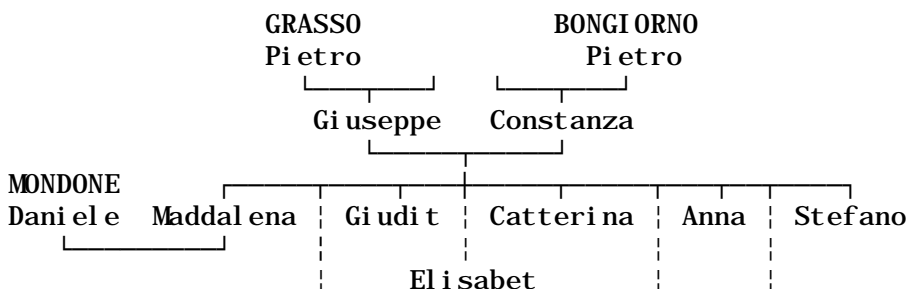 GRASSO BONGIORNO
Pietro Pietro
Giuseppe Constanza
MONDONE
Daniele Maddalena Giudit Catterina Anna Stefano
Elisabet